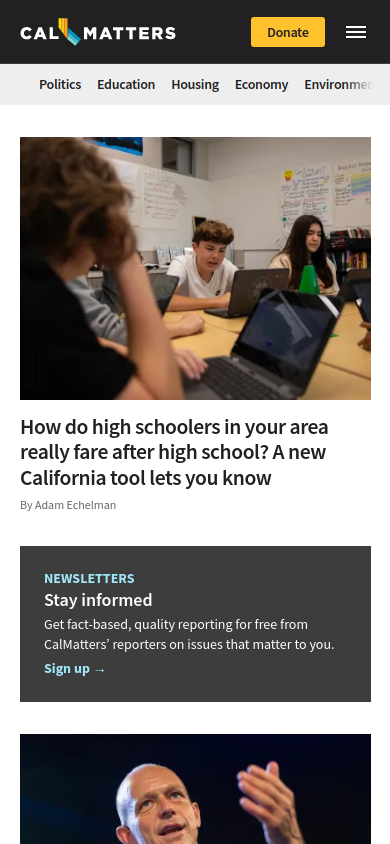 CALMATTERS
Donate
Politics Education Housing Economy
How do high schoolers in your area
really fare after high school? A new
California tool lets you know
By Adam Echelman
NEWSLETTERS
Stay informed
Get fact-based, quality reporting for free from
CalMatters’ reporters on issues that matter to you.
Sign up →